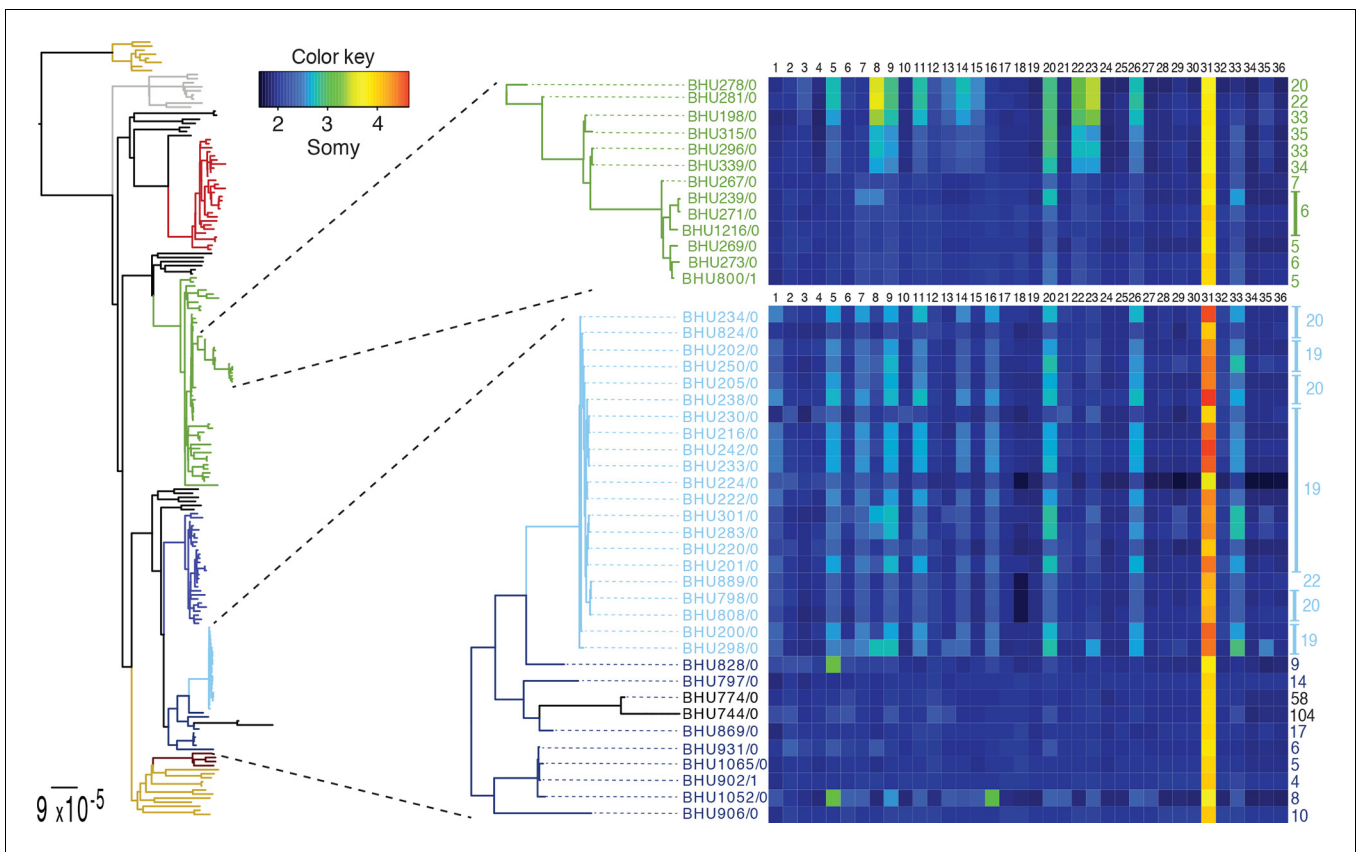 Color key
2 3 4
Somy
9 x10-5
1 2 3 4 5 6 7 8 9 10 11 12 13 14 15 16 17 18 19 20 21 22 23 24 25 26 27 28 29 30 31 32 33 34 35 36
BHU278/0 20
BHU281/0 22
BHU198/0 33
BHU315/0 35
BHU296/0 33
BHU339/0 34
BHU267/0 7
BHU239/0
BHU271/0 6
BHU1216/0
BHU269/0 5
BHU273/0 6
BHU800/1 5
1 2 3 4 5 6 7 8 9 10 11 12 13 14 15 16 17 18 19 20 21 22 23 24 25 26 27 28 29 30 31 32 33 34 35 36
BHU234/0 20
BHU824/0
BHU202/0 19
BHU250/0
BHU205/0 20
BHU238/0
BHU230/0
BHU216/0
BHU242/0
BHU233/0
BHU224/0 19
BHU222/0
BHU301/0
BHU283/0
BHU220/0
BHU201/0
BHU889/0 22
BHU798/0 20
BHU808/0
BHU200/0 19
BHU298/0
BHU828/0 9
BHU797/0 14
BHU774/0 58
BHU744/0 104
BHU869/0 17
BHU931/0 6
BHU1065/0 5
BHU902/1 4
BHU1052/0 8
BHU906/0 10